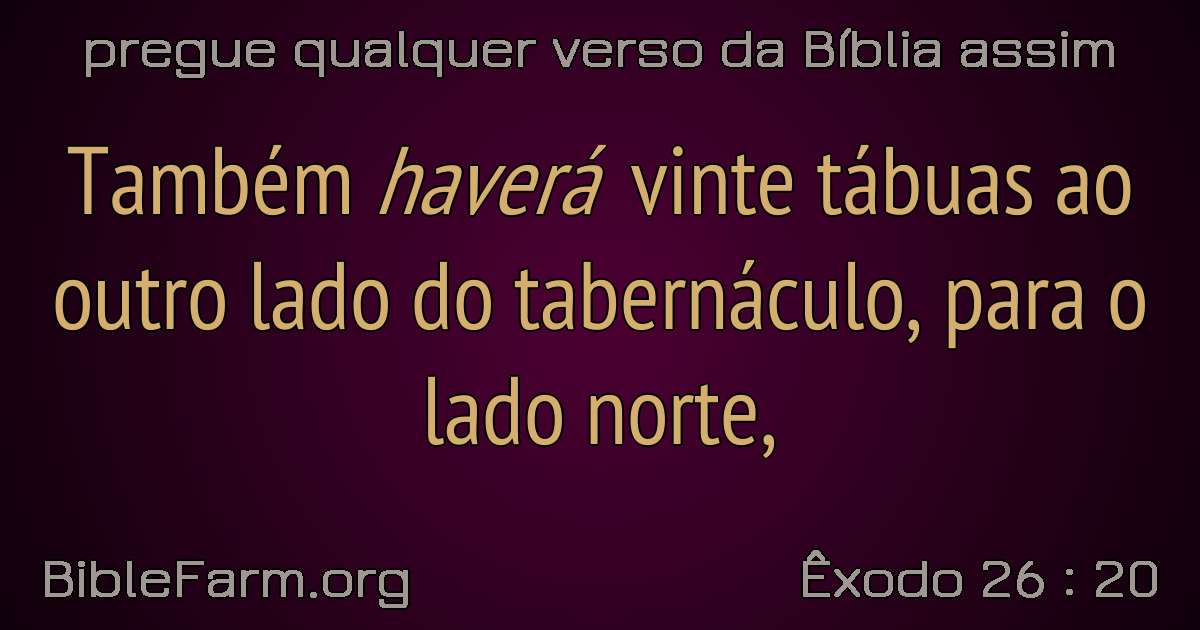 pregue qualquer verso da Bíblia assim
Também haverá vinte tábuas ao
outro lado do tabernáculo, para o
lado norte,
BibleFarm.org
Êxodo 26 : 20